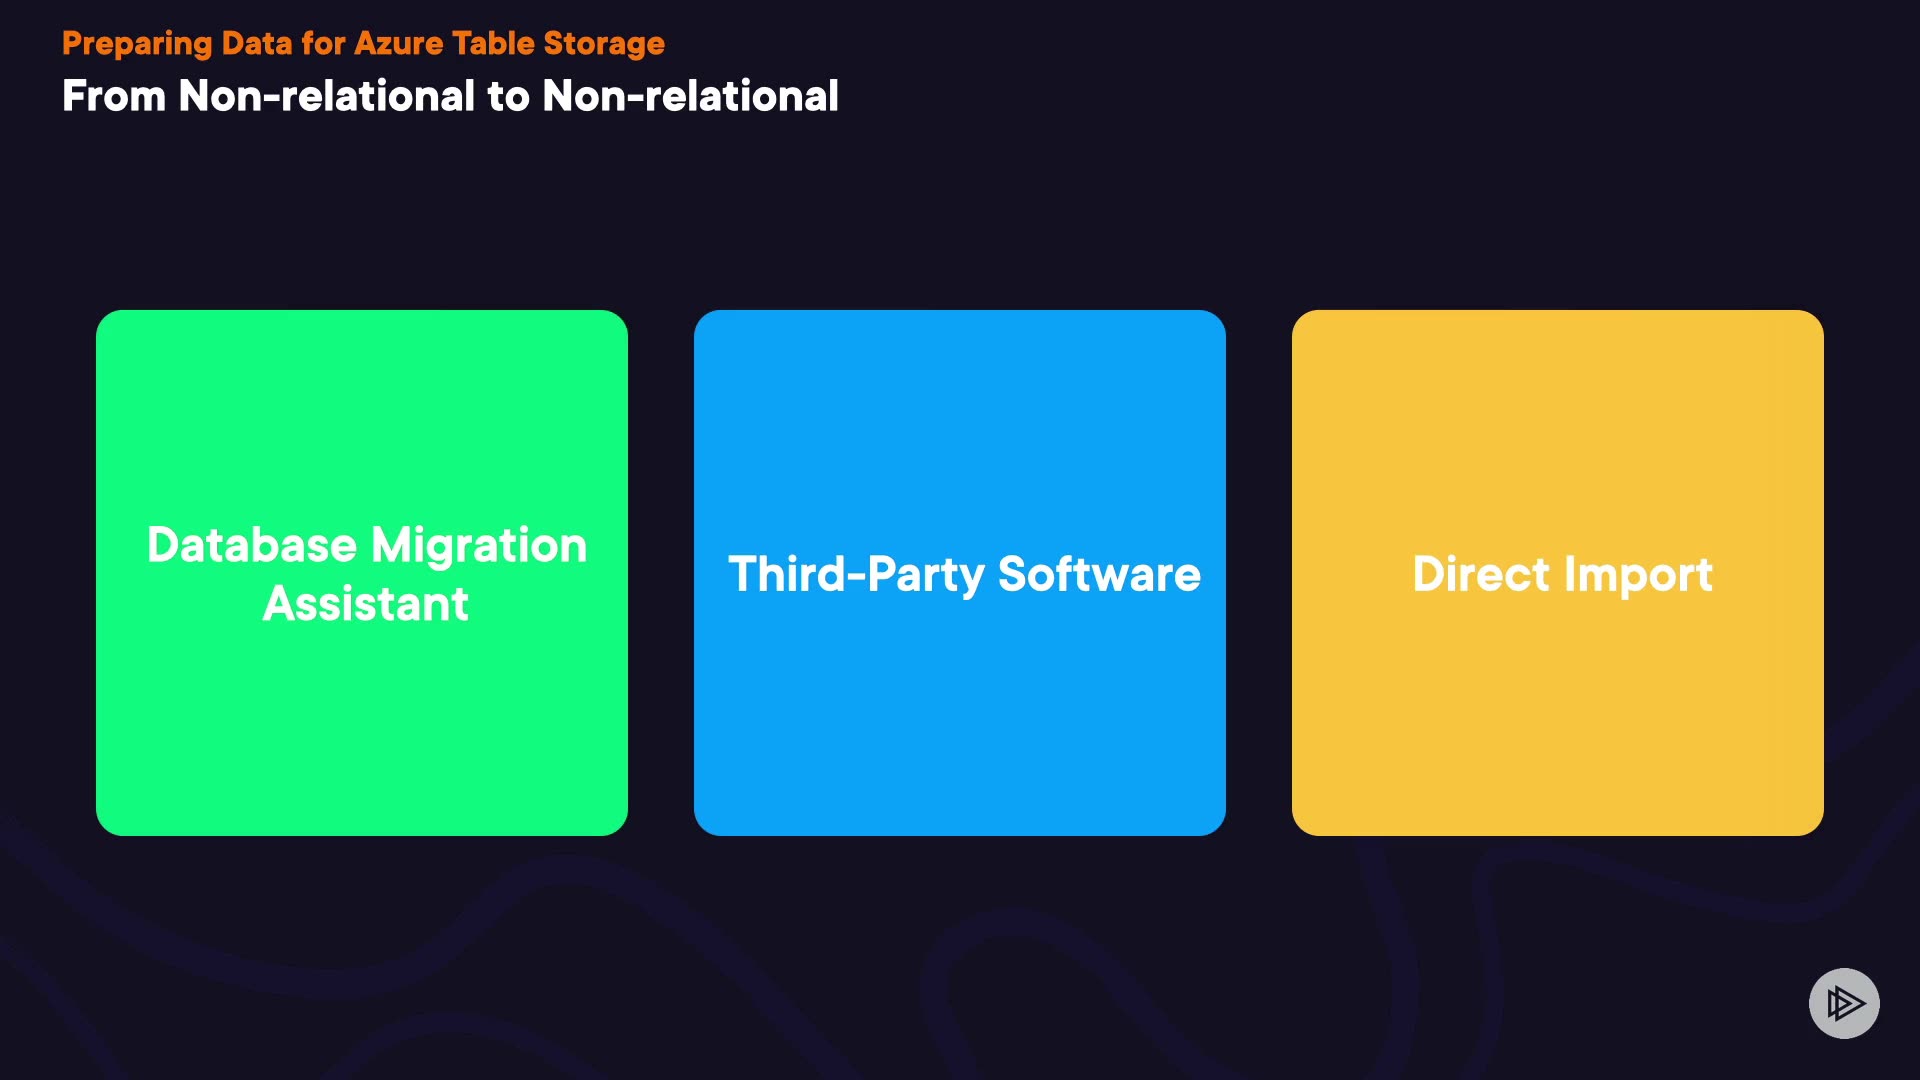 Preparing Data for Azure Table Storage
From Non-relational to Non-relational
Database Migration
Assistant
Third-Party Software
Direct Import